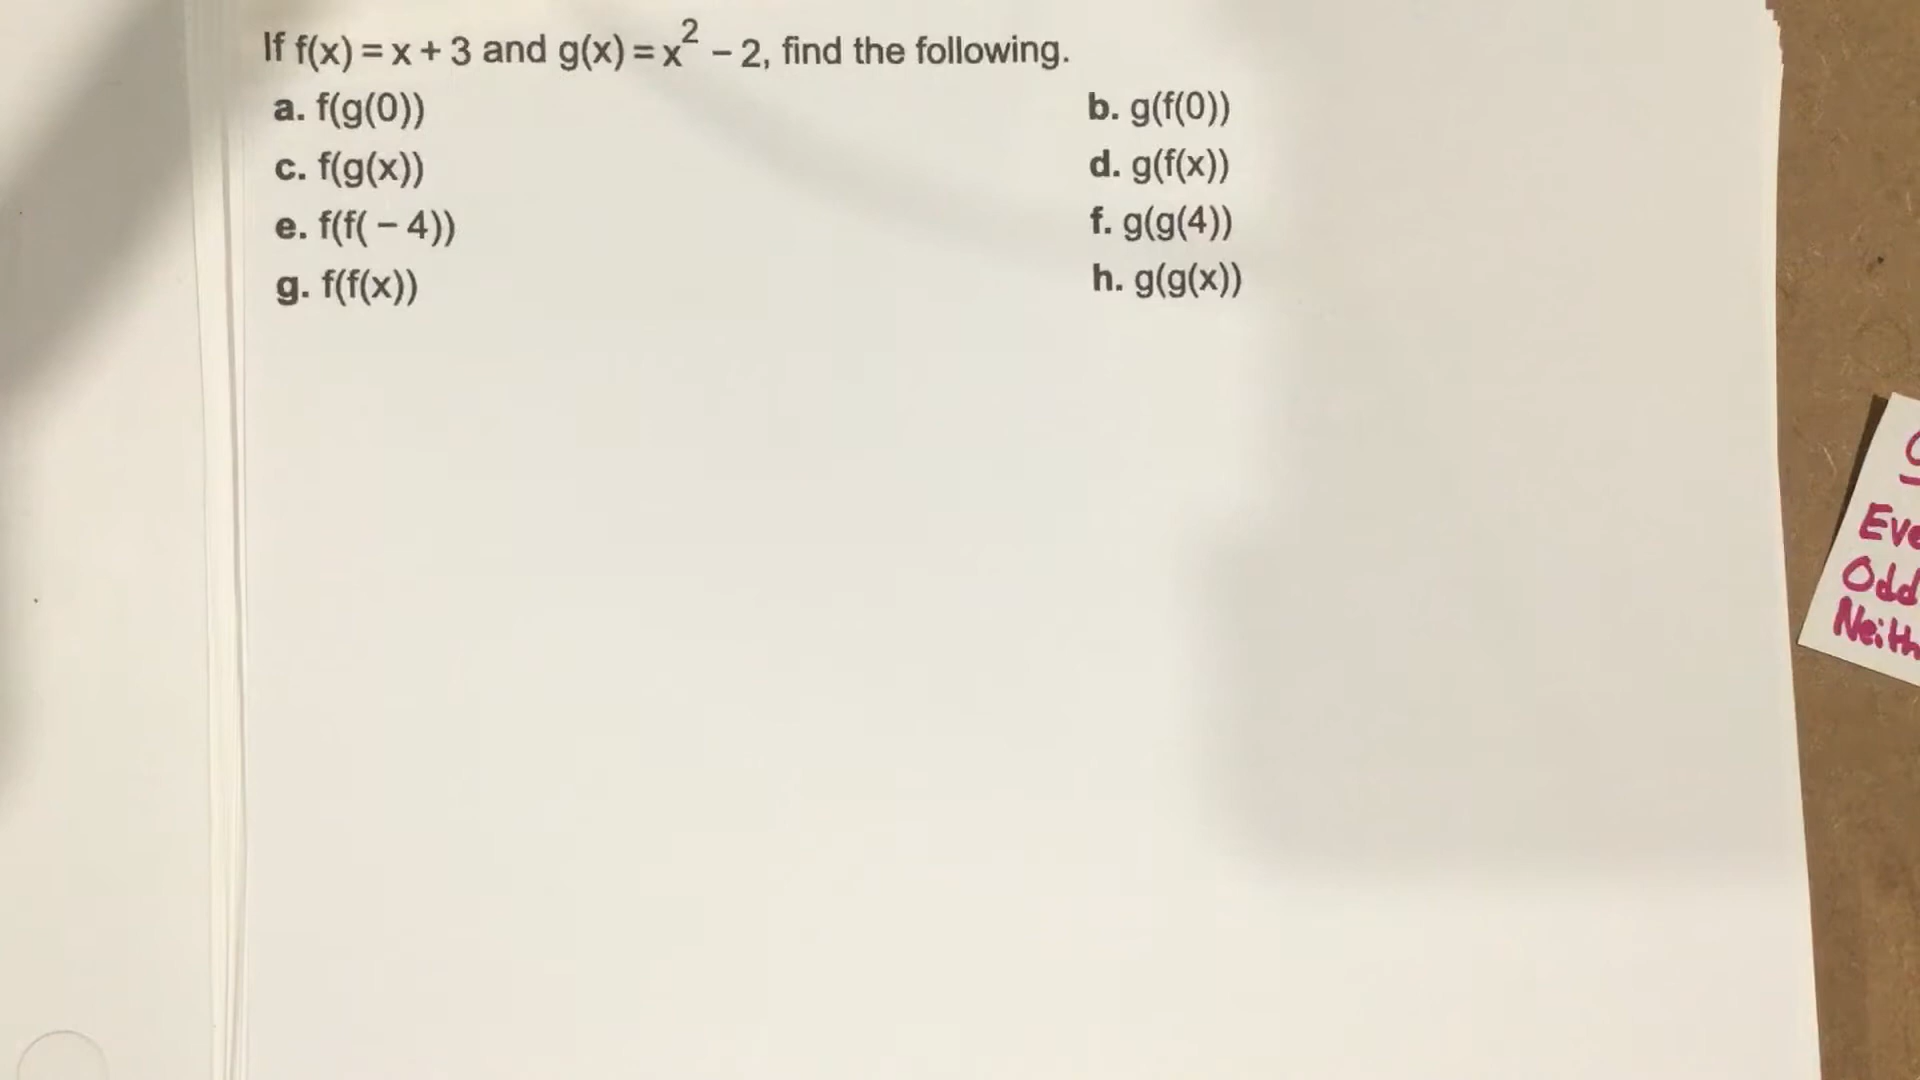 If f(x) = x + 3 and g(x) = x² − 2, find the following.
a. f(g(0))
b. g(f(0))
c. f(g(x))
d. g(f(x))
e. f(f( − 4))
f. g(g(4))
g. f(f(x))
h. g(g(x))
Eve
Odd
Neith